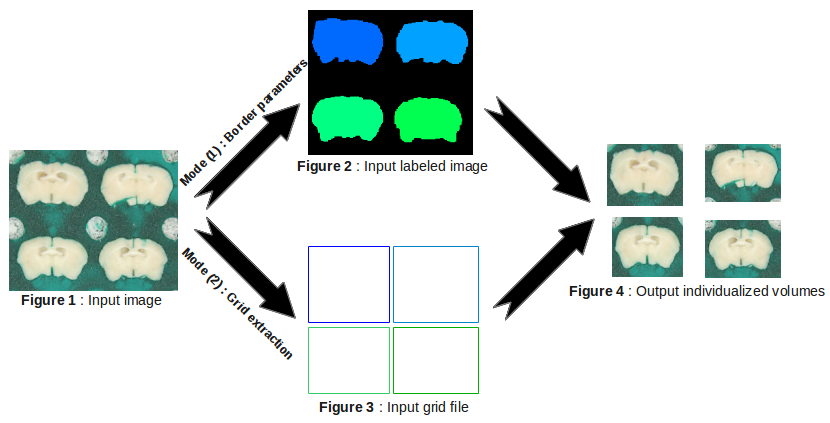 Mode (1) : Border parameters
Figure 2 : Input labeled image
Figure 1 : Input image
Mode (2) : Grid extraction
Figure 4 : Output individualized volumes
Figure 3 : Input grid file